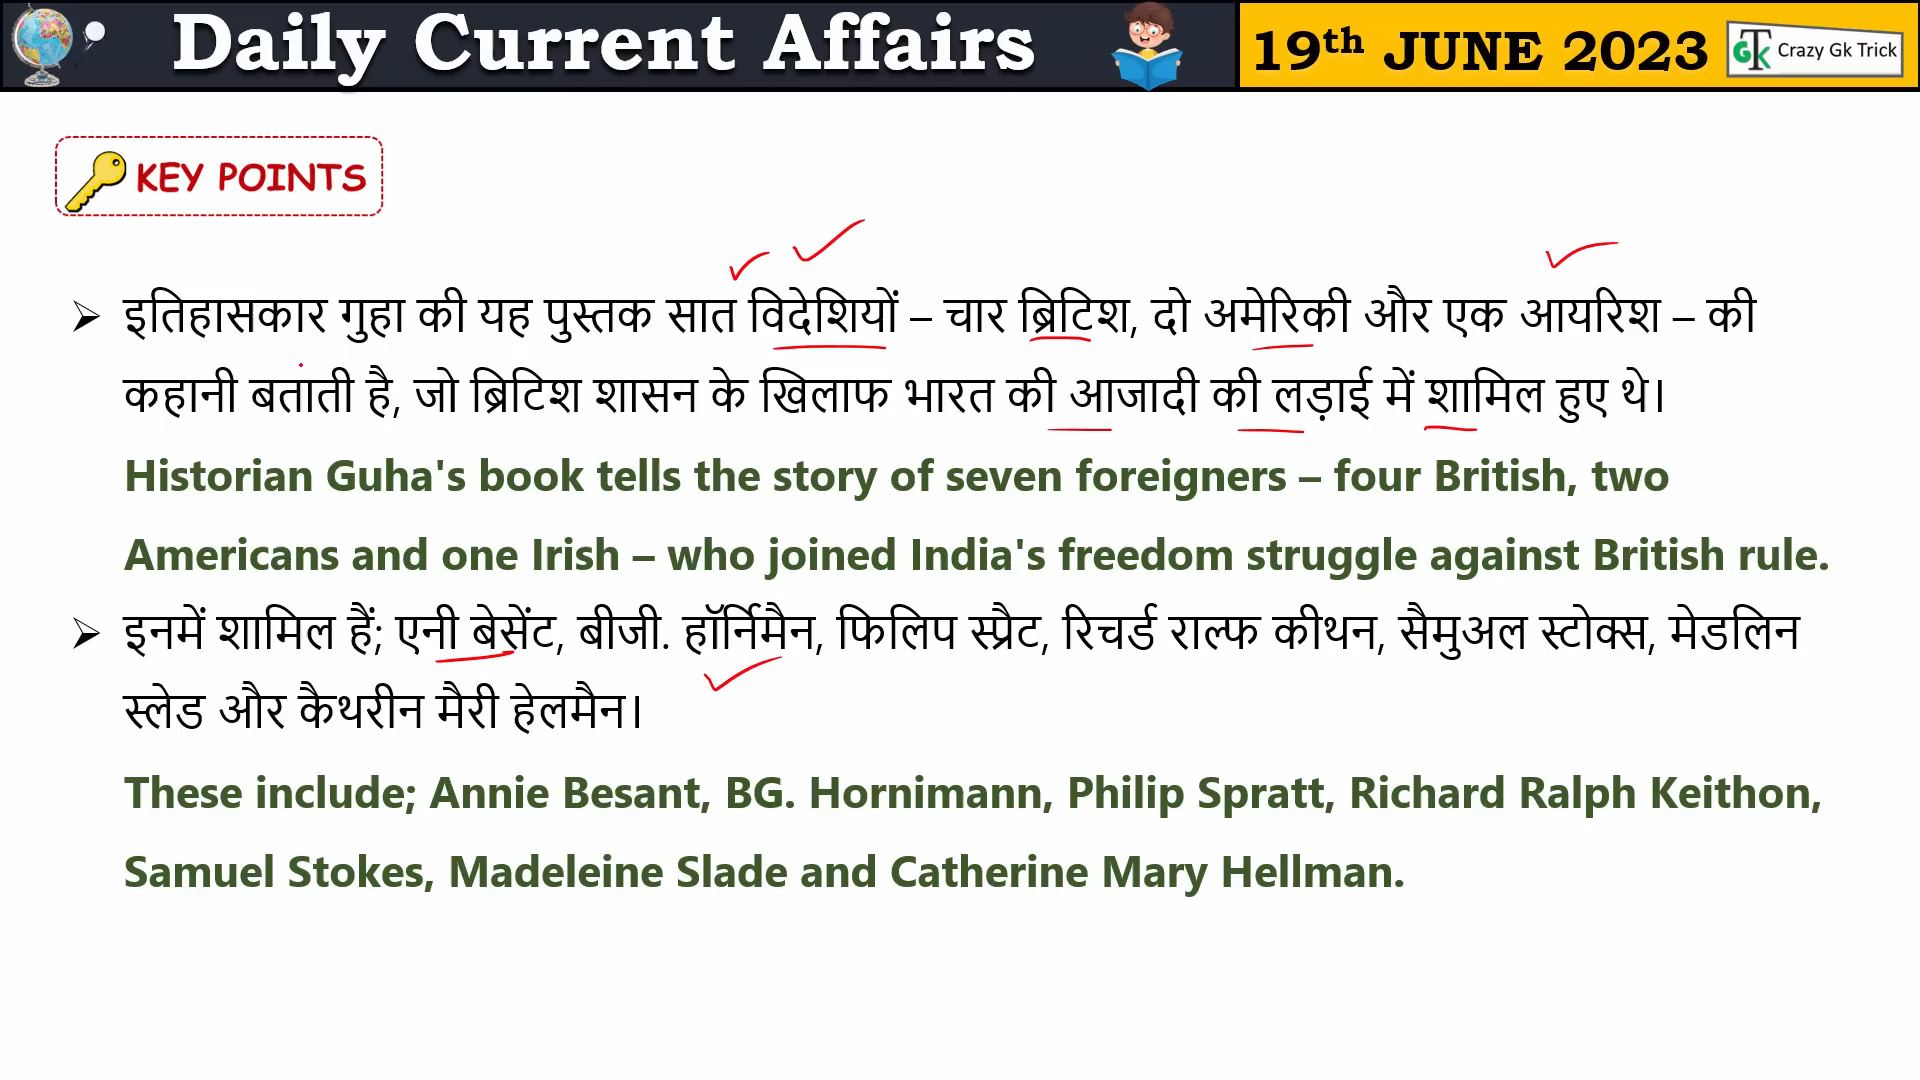 Daily Current Affairs
19th JUNE 2023
GTK Crazy Gk Trick
KEY POINTS
➢ इतिहासकार गुहा की यह पुस्तक सात विदेशियों – चार ब्रिटिश, दो अमेरिकी और एक आयरिश – की
कहानी बताती है, जो ब्रिटिश शासन के खिलाफ भारत की आजादी की लड़ाई में शामिल हुए थे।
Historian Guha's book tells the story of seven foreigners – four British, two
Americans and one Irish – who joined India's freedom struggle against British rule.
➢ इनमें शामिल हैं; एनी बेसेंट, बीजी. हॉर्निमैन, फिलिप स्प्रैट, रिचर्ड राल्फ कीथन, सैमुअल स्टोक्स, मेडलिन
स्लेड और कैथरीन मैरी हेलमैन।
These include; Annie Besant, BG. Hornimann, Philip Spratt, Richard Ralph Keithon,
Samuel Stokes, Madeleine Slade and Catherine Mary Hellman.